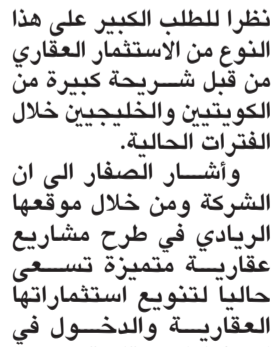 نظرا للطلب الكبير على هذا
النوع من الاستثمار العقاري
من قبل شريحة كبيرة من
الكويتيين والخليجيين خلال
الفترات الحالية.
وأشار الصفار الى ان
الشركة ومن خلال موقعها
الريادي في طرح مشاريع
عقارية متميزة تسعى
حاليا لتنويع استثماراتها
العقارية والدخول في